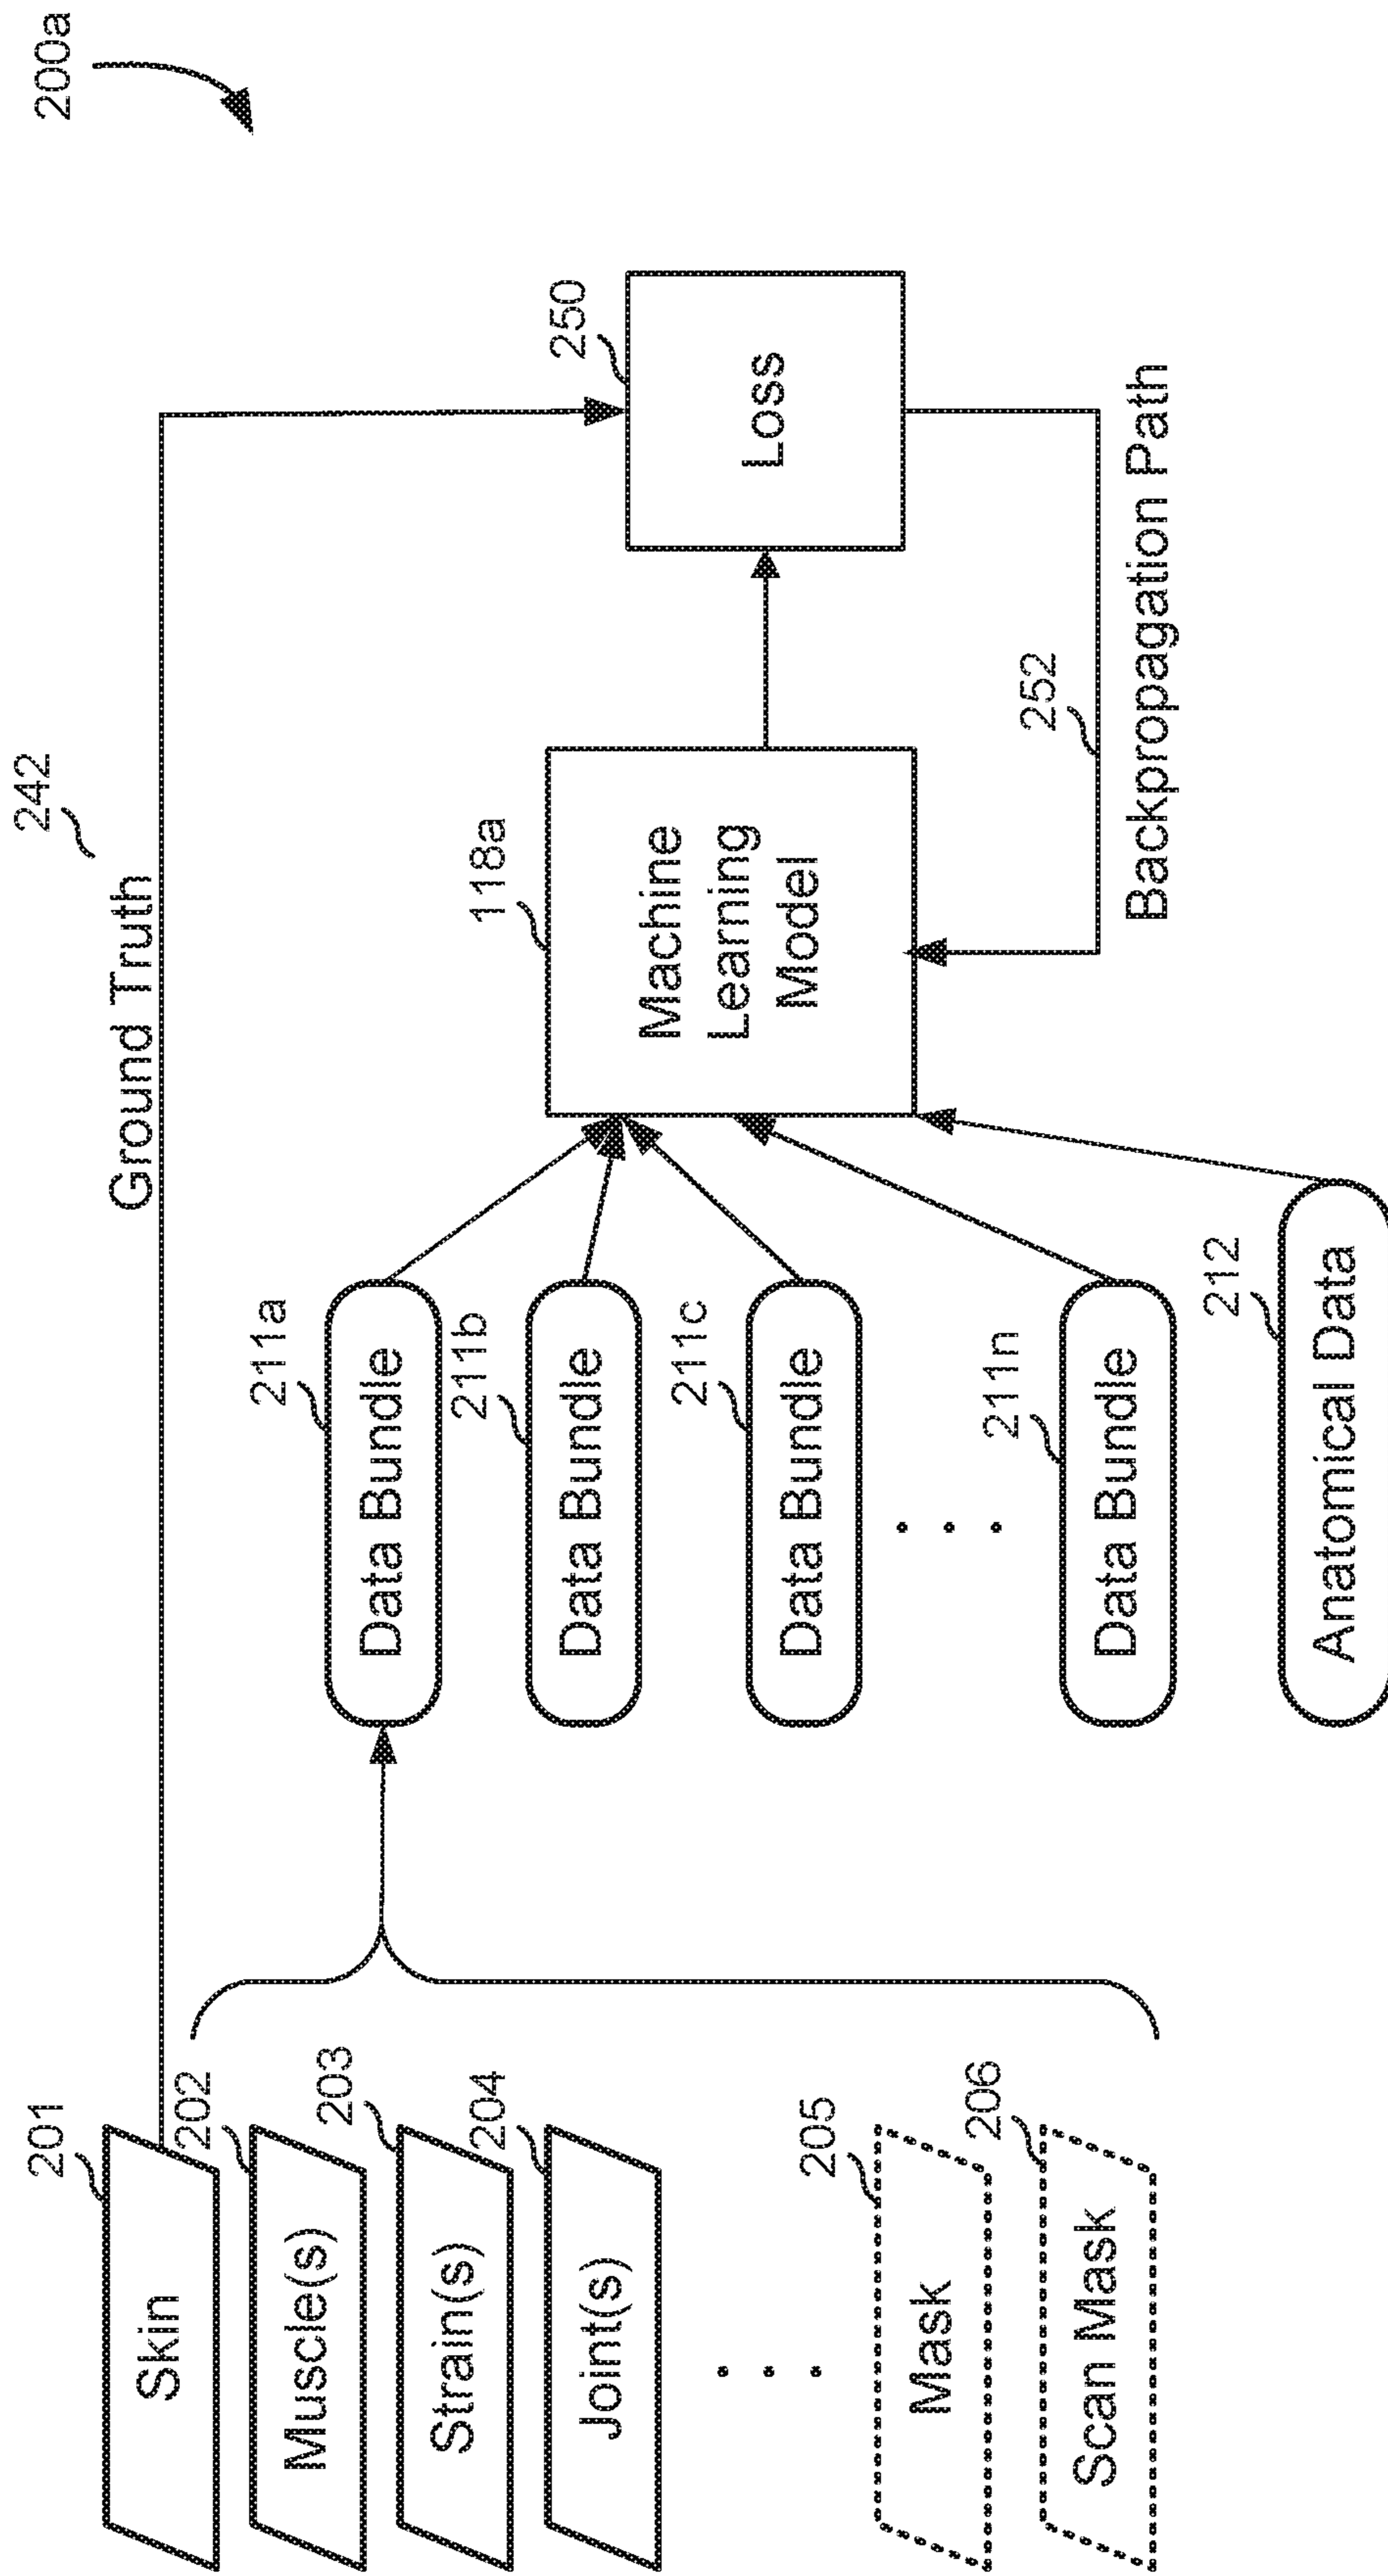 200a
242
Ground Truth
201
Skin
202
Muscle(s)
203
Strain(s)
204
Joint(s)
205
Mask
206
Scan Mask
211a
Data Bundle
211b
Data Bundle
211c
Data Bundle
211n
Data Bundle
212
Anatomical Data
118a
Machine
Learning
Model
250
Loss
252
Backpropagation Path